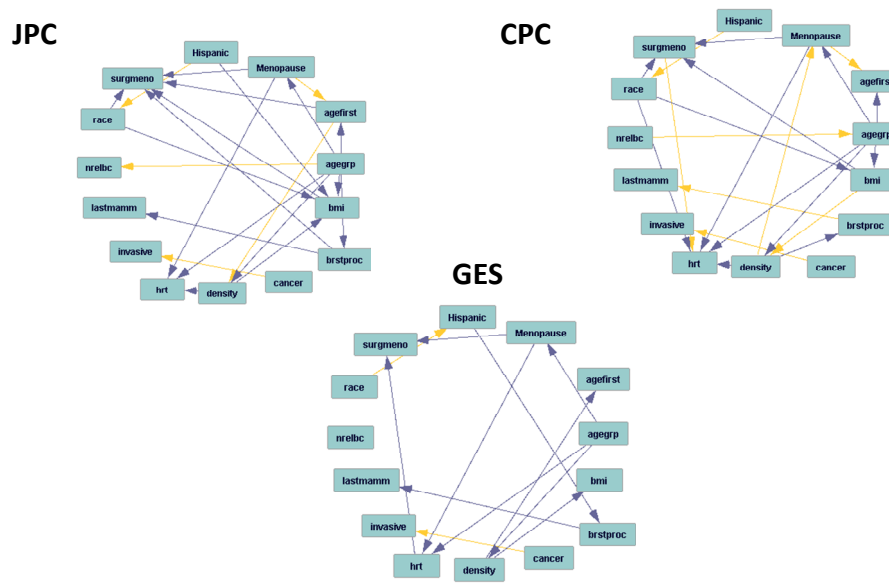 JPC
Hispanic
surgmeno
Menopause
race
agefirst
nrelbc
agegrp
lastmamm
bmi
invasive
brstproc
hrt
density
cancer
CPC
Hispanic
surgmeno
Menopause
race
agefirst
nrelbc
agegrp
lastmamm
bmi
invasive
brstproc
hrt
density
cancer
GES
Hispanic
surgmeno
Menopause
race
agefirst
nrelbc
agegrp
lastmamm
bmi
invasive
brstproc
hrt
density
cancer